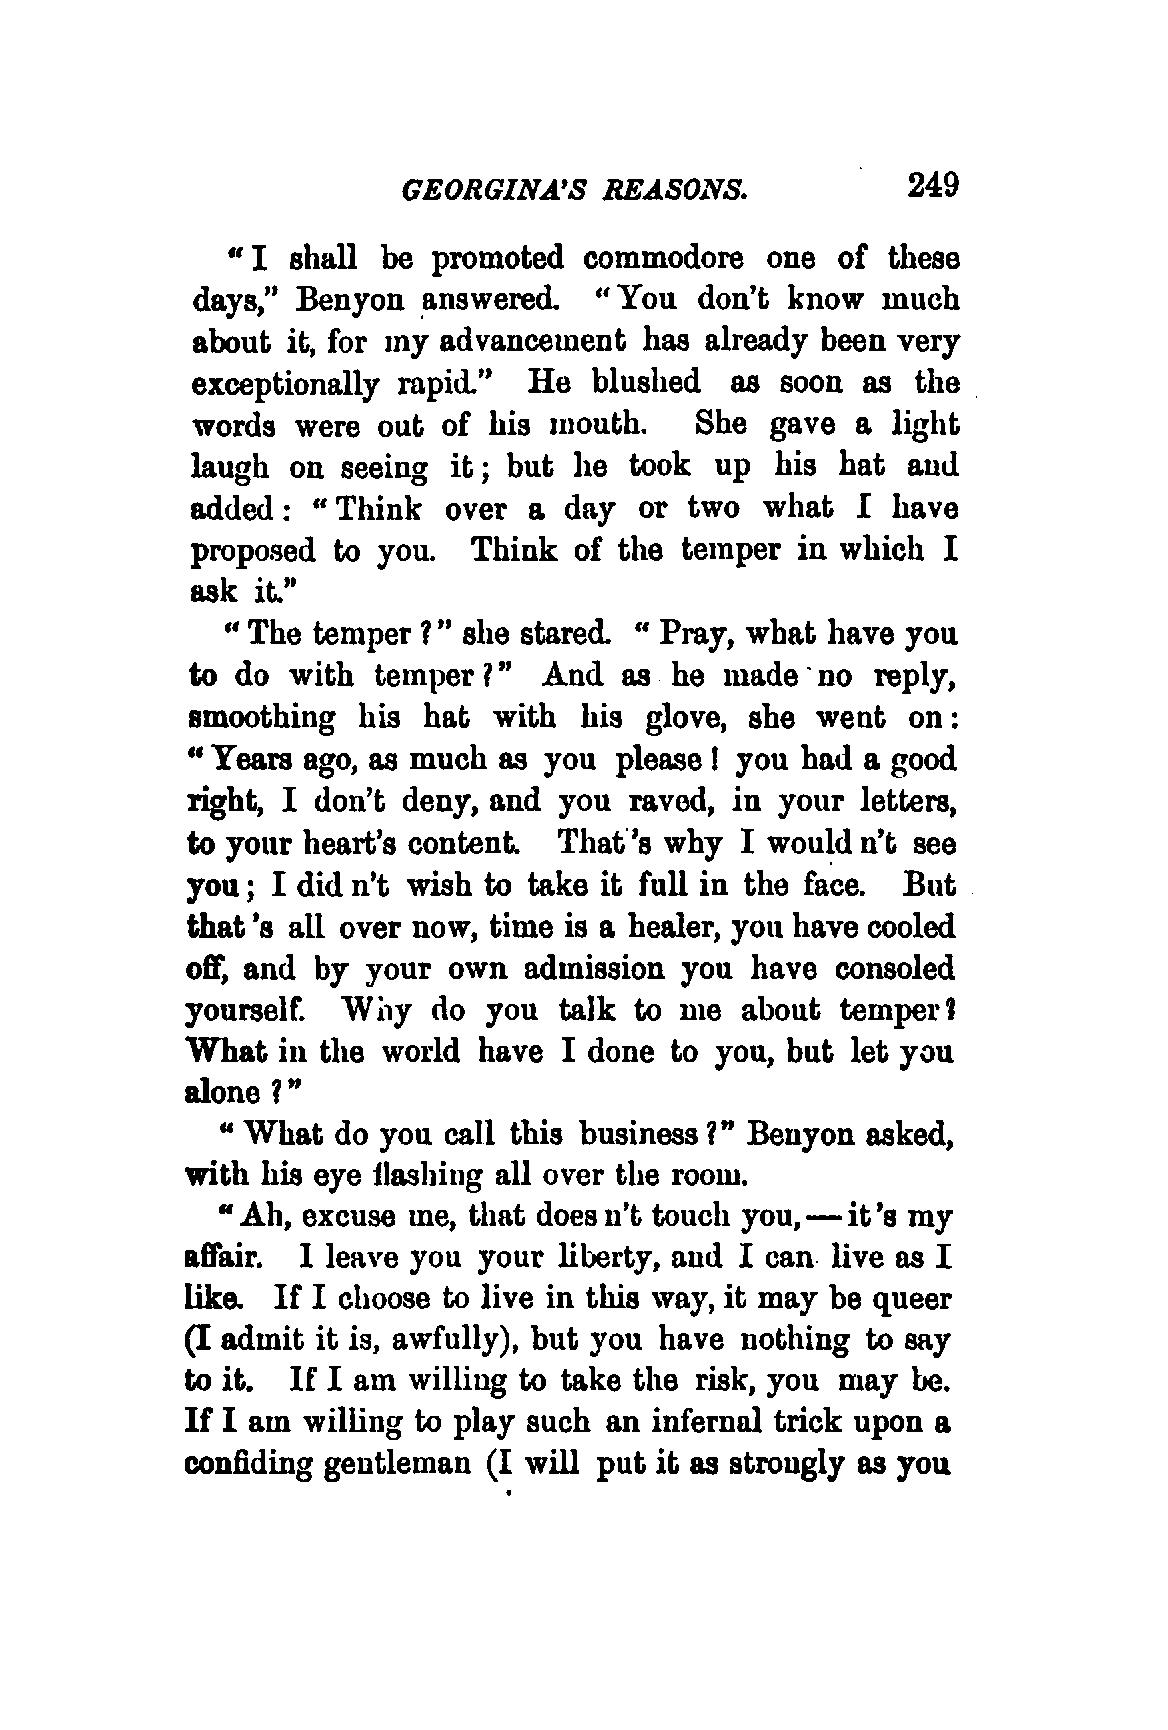 GEORGINA'S REASONS. 249
"I shall be promoted commodore one of these
days," Benyon answered. "You don't know much
about it, for my advancement has already been very
exceptionally rapid." He blushed as soon as the
words were out of his mouth. She gave a light
laugh on seeing it; but he took up his hat and
added: "Think over a day or two what I have
proposed to you. Think of the temper in which I
ask it."
"The temper?" she stared. "Pray, what have you
to do with temper?" And as he made no reply,
smoothing his hat with his glove, she went on:
"Years ago, as much as you please! you had a good
right, I don't deny, and you raved, in your letters,
to your heart's content. That's why I would n't see
you; I did n't wish to take it full in the face. But
that 's all over now, time is a healer, you have cooled
off, and by your own admission you have consoled
yourself. Why do you talk to me about temper?
What in the world have I done to you, but let you
alone?"
"What do you call this business?" Benyon asked,
with his eye flashing all over the room.
"Ah, excuse me, that does n't touch you,—it 's my
affair. I leave you your liberty, and I can live as I
like. If I choose to live in this way, it may be queer
(I admit it is, awfully), but you have nothing to say
to it. If I am willing to take the risk, you may be.
If I am willing to play such an infernal trick upon a
confiding gentleman (I will put it as strongly as you